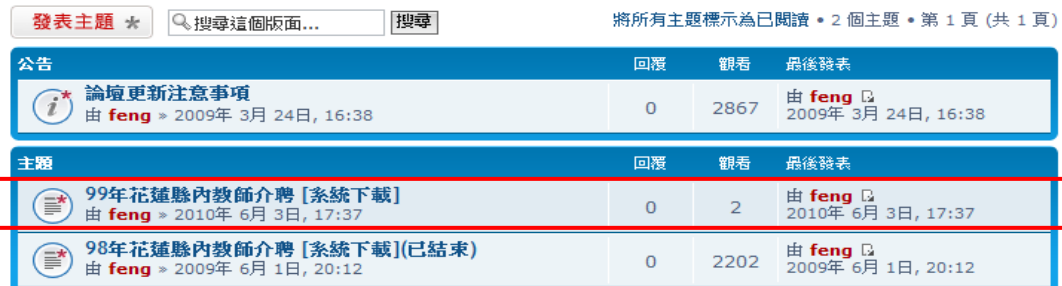 發表主題 搜尋這個版面... 搜尋 將所有主題標示為已閱讀 • 2 個主題 • 第 1 頁 (共 1 頁)
公告 回覆 觀看 最後發表
論壇更新注意事項
由 feng » 2009年 3月 24日, 16:38
0 2867
由 feng
2009年 3月 24日, 16:38
主題 回覆 觀看 最後發表
99年花蓮縣內教師介聘 [系統下載]
由 feng » 2010年 6月 3日, 17:37
0 2
由 feng
2010年 6月 3日, 17:37
98年花蓮縣內教師介聘 [系統下載](已結束)
由 feng » 2009年 6月 1日, 20:12
0 2202
由 feng
2009年 6月 1日, 20:12